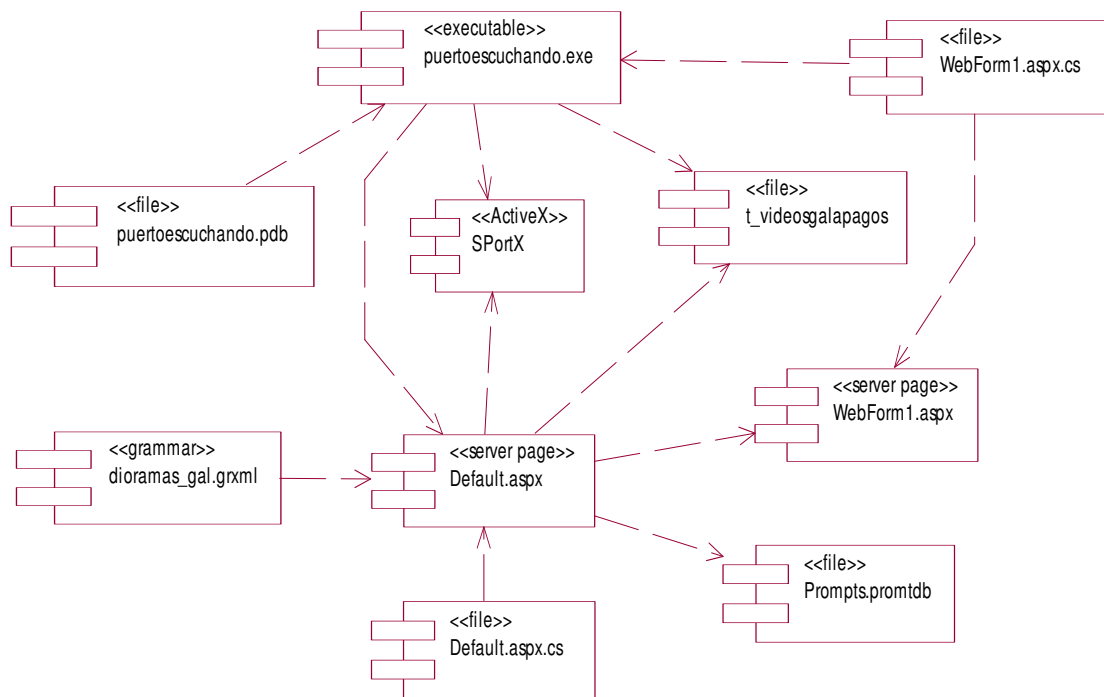 <<executable>>
puertoescuchando.exe
<<file>>
WebForm1.aspx.cs
<<file>>
puertoescuchando.pdb
<<ActiveX>>
SPortX
<<file>>
t_videosgalapagos
<<server page>>
WebForm1.aspx
<<grammar>>
dioramas_gal.grxml
<<server page>>
Default.aspx
<<file>>
Prompts.promtdb
<<file>>
Default.aspx.cs